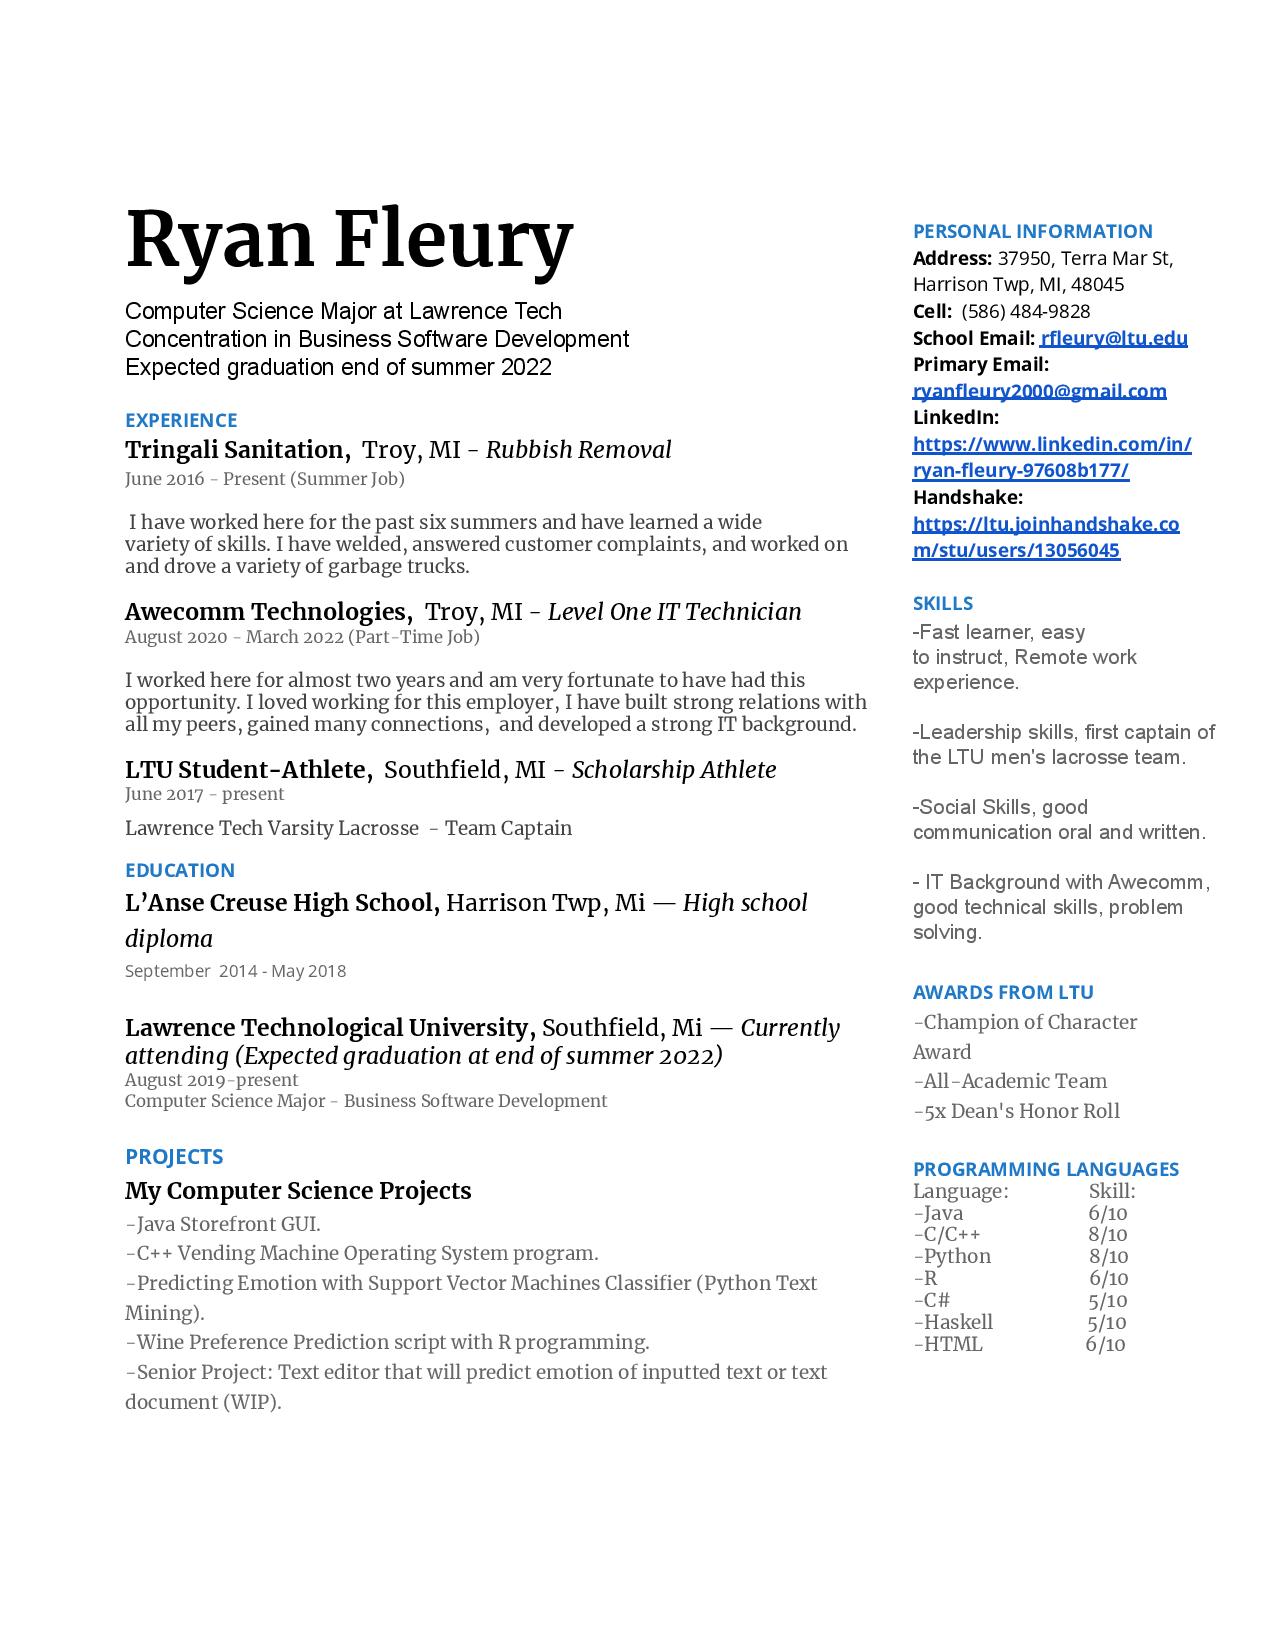 Ryan Fleury
Computer Science Major at Lawrence Tech
Concentration in Business Software Development
Expected graduation end of summer 2022
EXPERIENCE
Tringali Sanitation, Troy, MI - Rubbish Removal
June 2016 - Present (Summer Job)
I have worked here for the past six summers and have learned a wide
variety of skills. I have welded, answered customer complaints, and worked on
and drove a variety of garbage trucks.
Awecomm Technologies, Troy, MI - Level One IT Technician
August 2020 - March 2022 (Part-Time Job)
I worked here for almost two years and am very fortunate to have had this
opportunity. I loved working for this employer, I have built strong relations with
all my peers, gained many connections, and developed a strong IT background.
LTU Student-Athlete, Southfield, MI - Scholarship Athlete
June 2017 - present
Lawrence Tech Varsity Lacrosse - Team Captain
EDUCATION
L’Anse Creuse High School, Harrison Twp, Mi — High school
diploma
September 2014 - May 2018
Lawrence Technological University, Southfield, Mi — Currently
attending (Expected graduation at end of summer 2022)
August 2019-present
Computer Science Major - Business Software Development
PROJECTS
My Computer Science Projects
-Java Storefront GUI.
-C++ Vending Machine Operating System program.
-Predicting Emotion with Support Vector Machines Classifier (Python Text
Mining).
-Wine Preference Prediction script with R programming.
-Senior Project: Text editor that will predict emotion of inputted text or text
document (WIP).
PERSONAL INFORMATION
Address: 37950, Terra Mar St,
Harrison Twp, MI, 48045
Cell: (586) 484-9828
School Email: rfleury@ltu.edu
Primary Email:
ryanfleury2000@gmail.com
LinkedIn:
https://www.linkedin.com/in/
ryan-fleury-97608b177/
Handshake:
https://ltu.joinhandshake.co
m/stu/users/13056045
SKILLS
-Fast learner, easy
to instruct, Remote work
experience.
-Leadership skills, first captain of
the LTU men's lacrosse team.
-Social Skills, good
communication oral and written.
- IT Background with Awecomm,
good technical skills, problem
solving.
AWARDS FROM LTU
-Champion of Character
Award
-All-Academic Team
-5x Dean's Honor Roll
PROGRAMMING LANGUAGES
Language: Skill:
-Java 6/10
-C/C++ 8/10
-Python 8/10
-R 6/10
-C# 5/10
-Haskell 5/10
-HTML 6/10